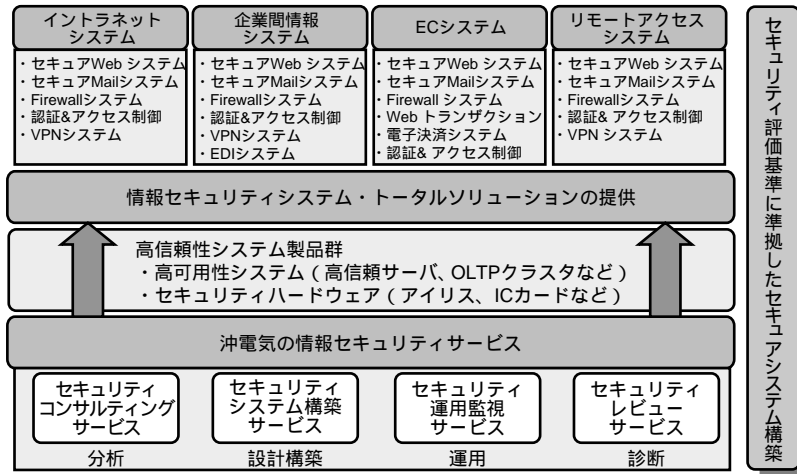 イントラネット
システム
・セキュアWeb システム
・セキュアMailシステム
・Firewallシステム
・認証&アクセス制御
・VPNシステム
企業間情報
システム
・セキュアWeb システム
・セキュアMailシステム
・Firewallシステム
・認証&アクセス制御
・VPNシステム
・EDIシステム
ECシステム
・セキュアWeb システム
・セキュアMailシステム
・Firewall システム
・Web トランザクション
・電子決済システム
・認証& アクセス制御
リモートアクセス
システム
・セキュアWeb システム
・セキュアMailシステム
・Firewallシステム
・認証& アクセス制御
・VPN システム
情報セキュリティシステム・トータルソリューションの提供
高信頼性システム製品群
・高可用性システム（高信頼サーバ、OLTPクラスタなど）
・セキュリティハードウェア（アイリス、ICカードなど）
沖電気の情報セキュリティサービス
セキュリティ
コンサルティング
サービス
分析
セキュリティ
システム構築
サービス
設計構築
セキュリティ
運用監視
サービス
運用
セキュリティ
レビュー
サービス
診断
セキュリティ評価基準に準拠したセキュアシステム構築